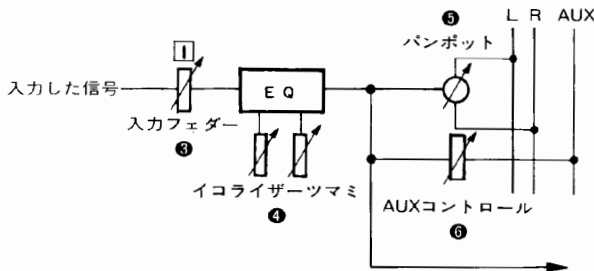 ❺ L R AUX
パンポット
1
入力した信号
EQ
入力フェダー
❸
イコライザーツマミ
❹
AUXコントロール
❻